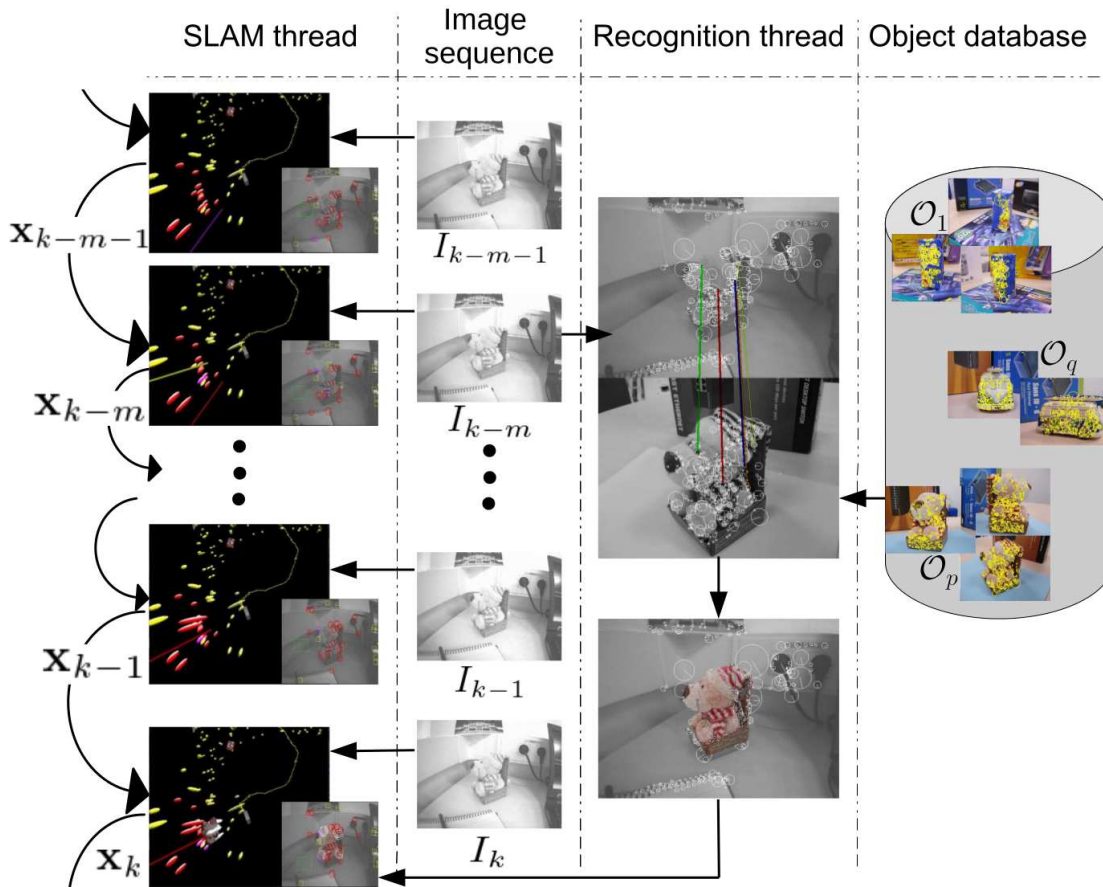 SLAM thread
Image
sequence
Recognition thread
Object database
x_{k−m−1}
I_{k−m−1}
O_1
O_q
x_{k−m}
I_{k−m}
O_p
x_{k−1}
I_{k−1}
x_k
I_k